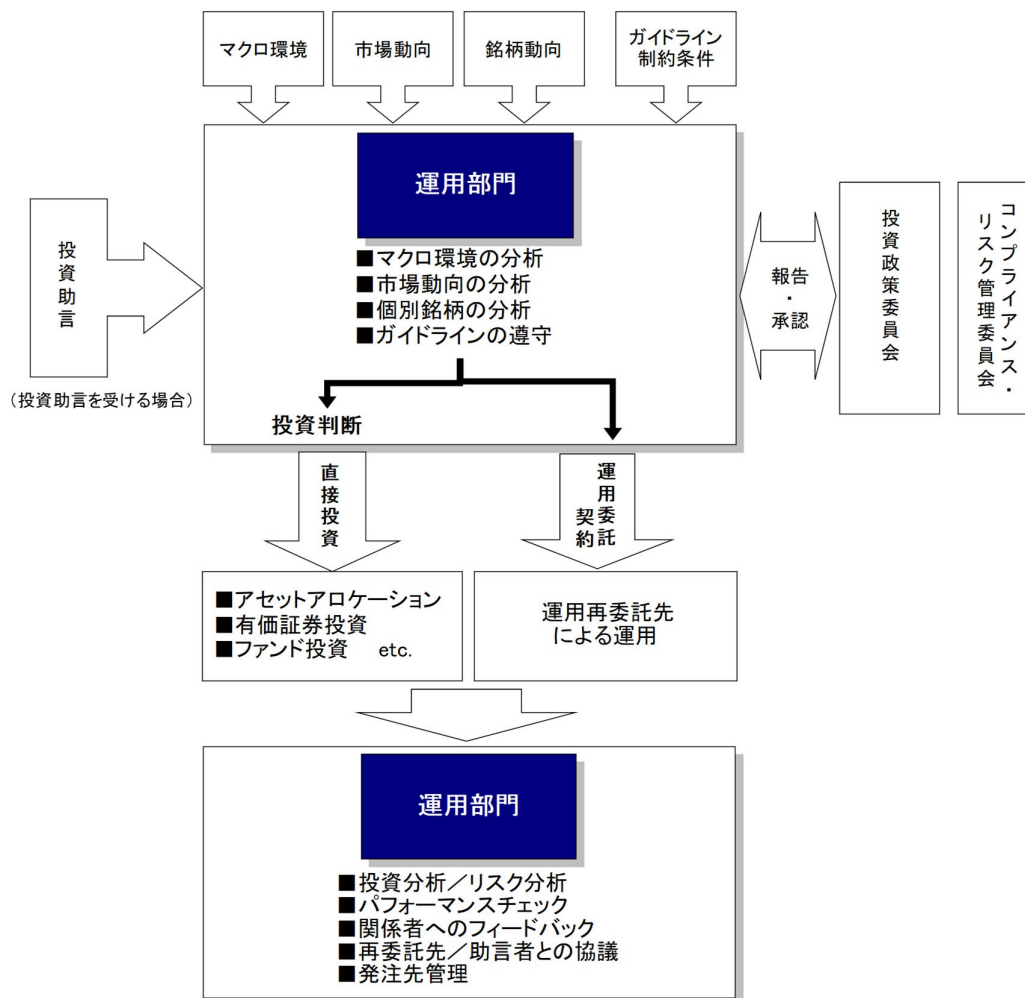 マクロ環境
市場動向
銘柄動向
ガイドライン
制約条件
運用部門
■マクロ環境の分析
■市場動向の分析
■個別銘柄の分析
■ガイドラインの遵守
投資助言
(投資助言を受ける場合)
報告
・
承認
投資政策委員会
コンプライアンス・
リスク管理委員会
投資判断
直接投資
運用委託
契約
■アセットアロケーション
■有価証券投資
■ファンド投資 etc.
運用再委託先
による運用
運用部門
■投資分析／リスク分析
■パフォーマンスチェック
■関係者へのフィードバック
■再委託先／助言者との協議
■発注先管理